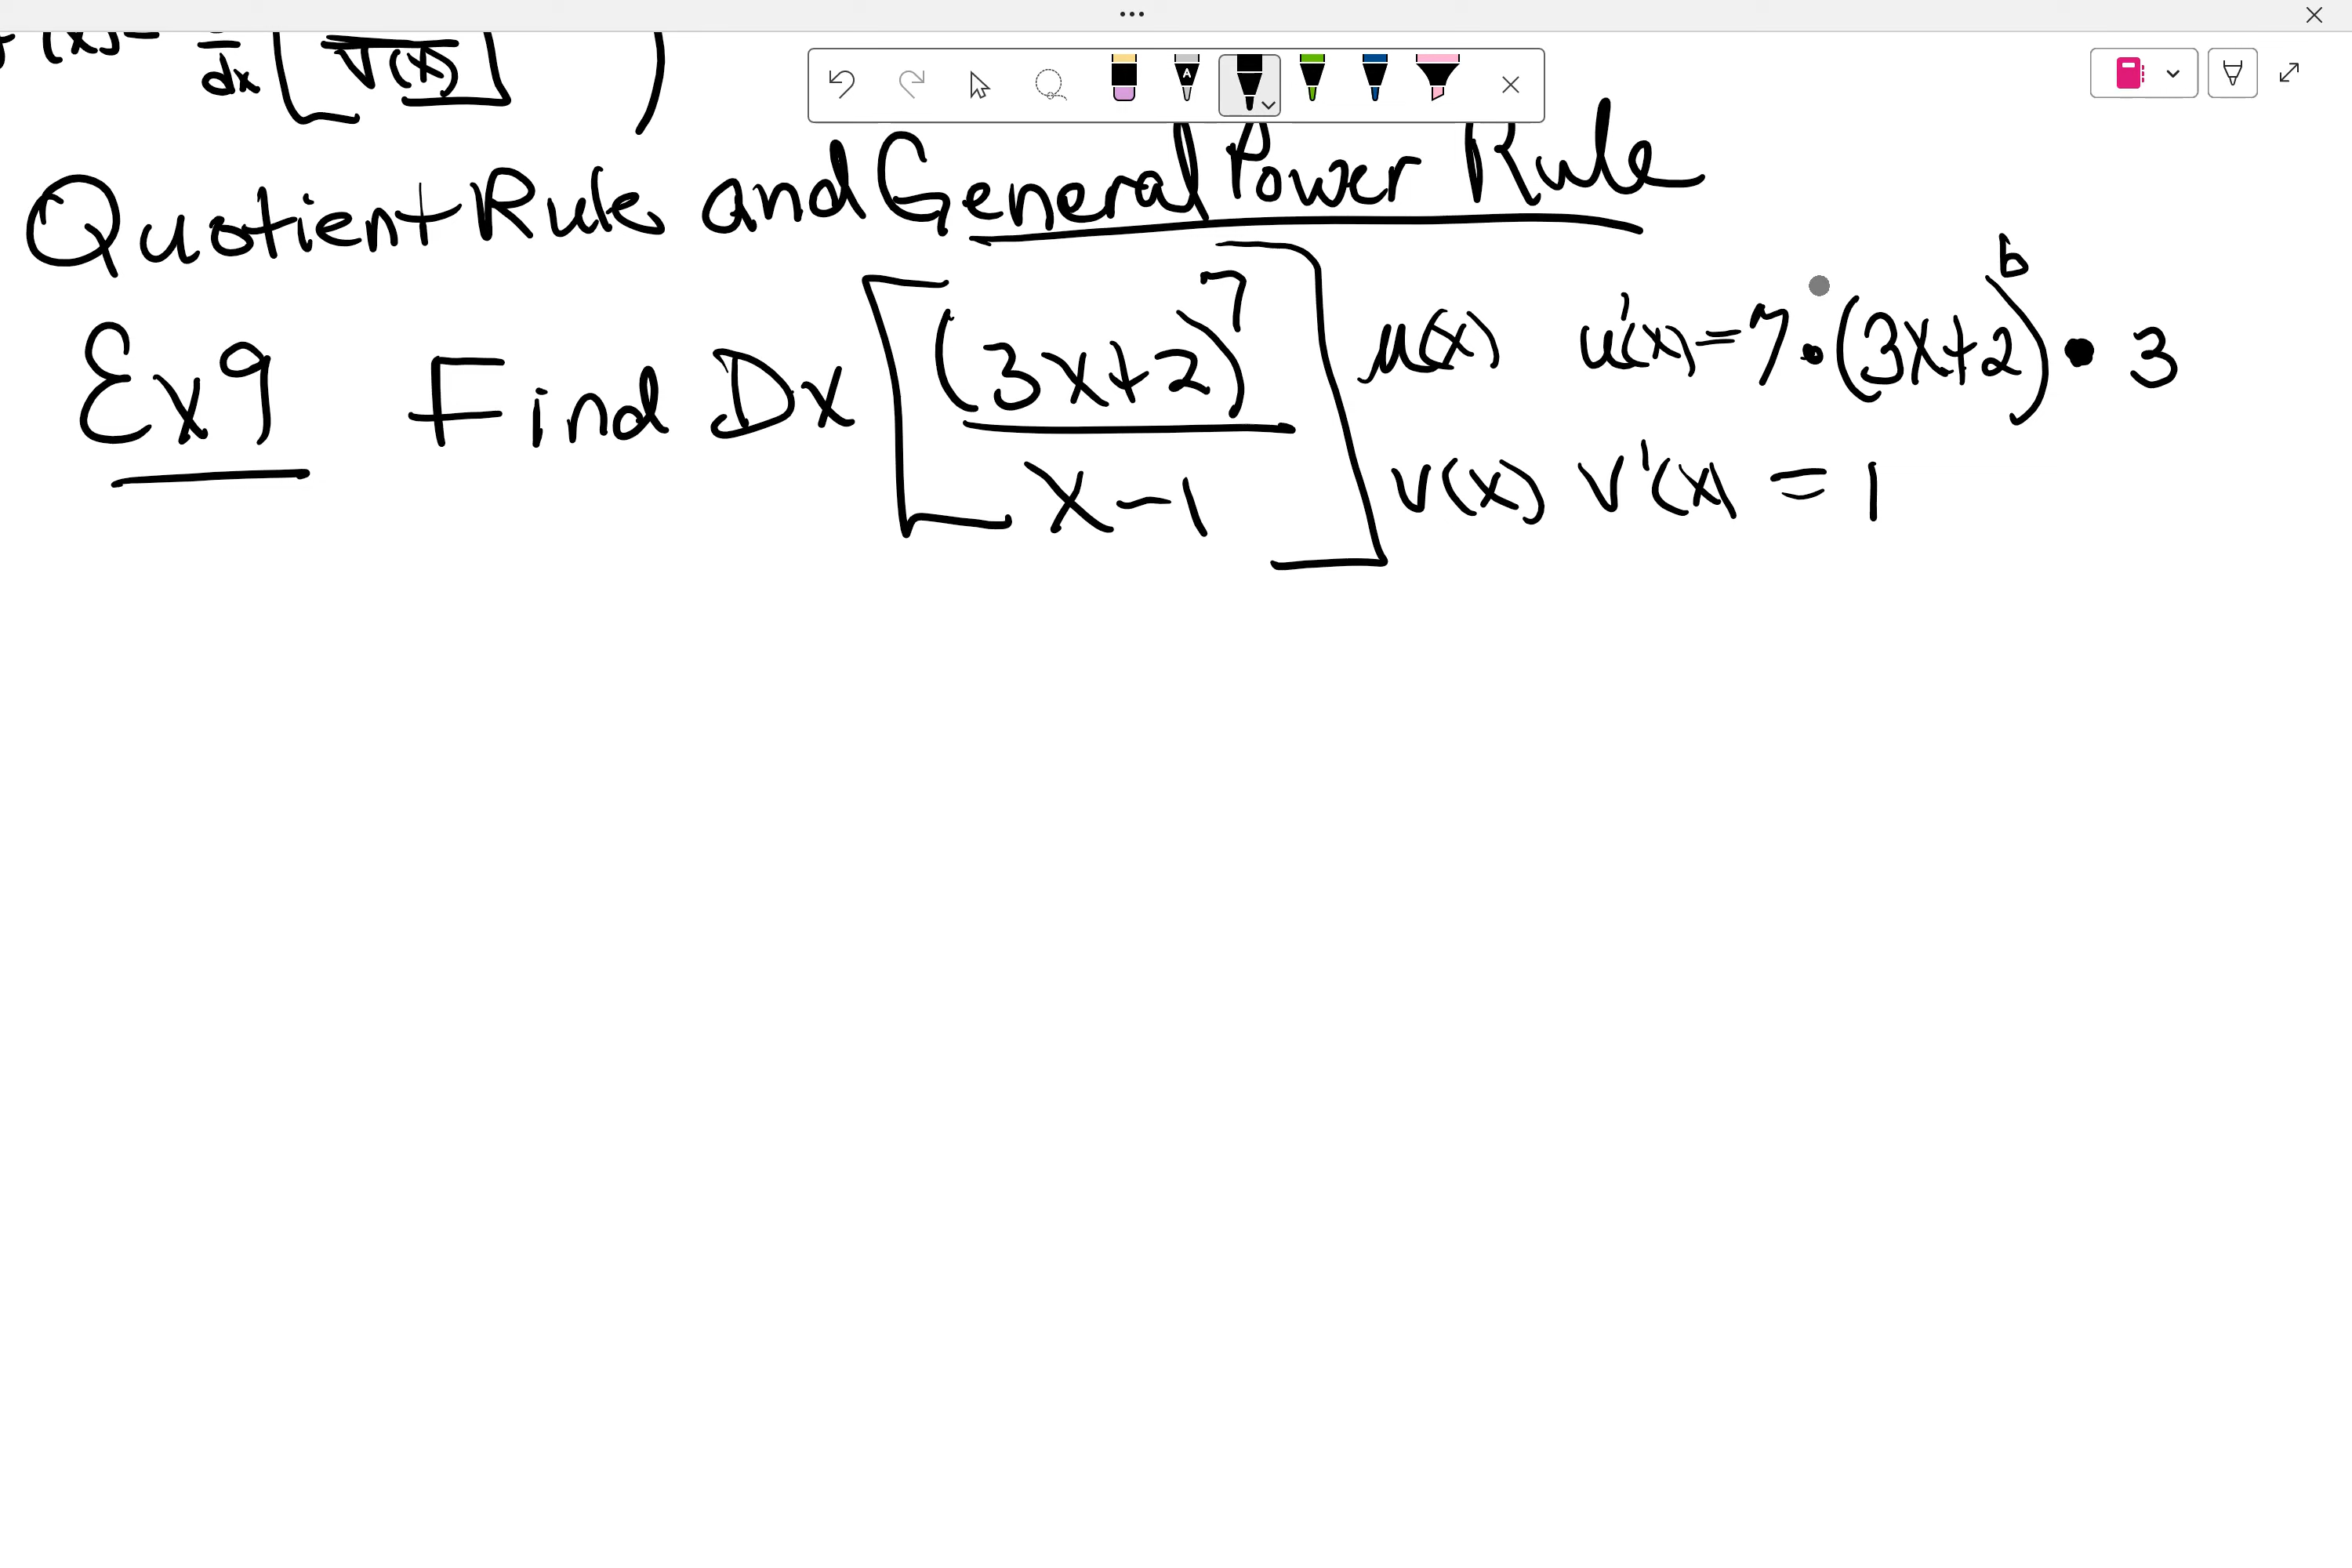 dx [ √(x) ]
Quotient Rule and General Power Rule
Ex 9 Find Dx [ (3x+2)^7 / x-1 ] u(x) u'(x) = 7 · (3x+2)^6 · 3
v(x) v'(x) = 1